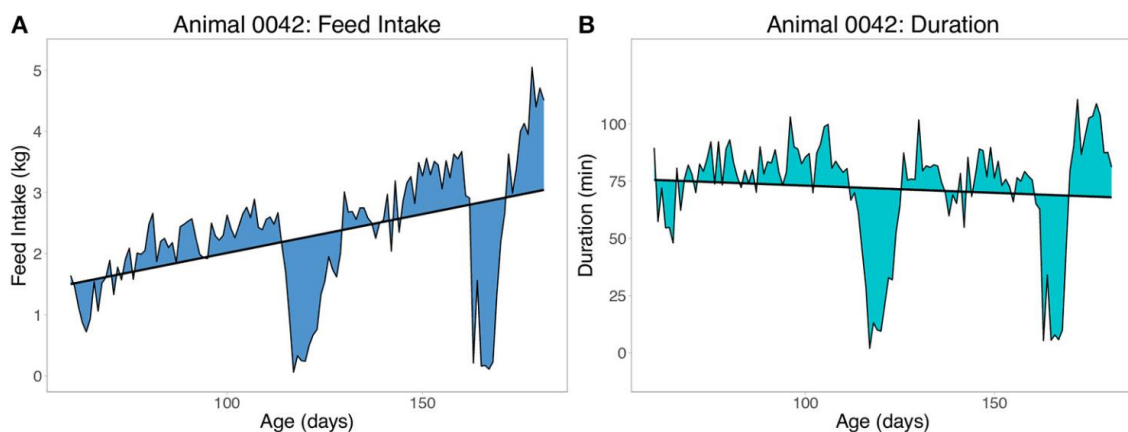 A Animal 0042: Feed Intake
Feed Intake (kg)
5
4
3
2
1
0
100 150
Age (days)
B Animal 0042: Duration
Duration (min)
100
75
50
25
0
100 150
Age (days)